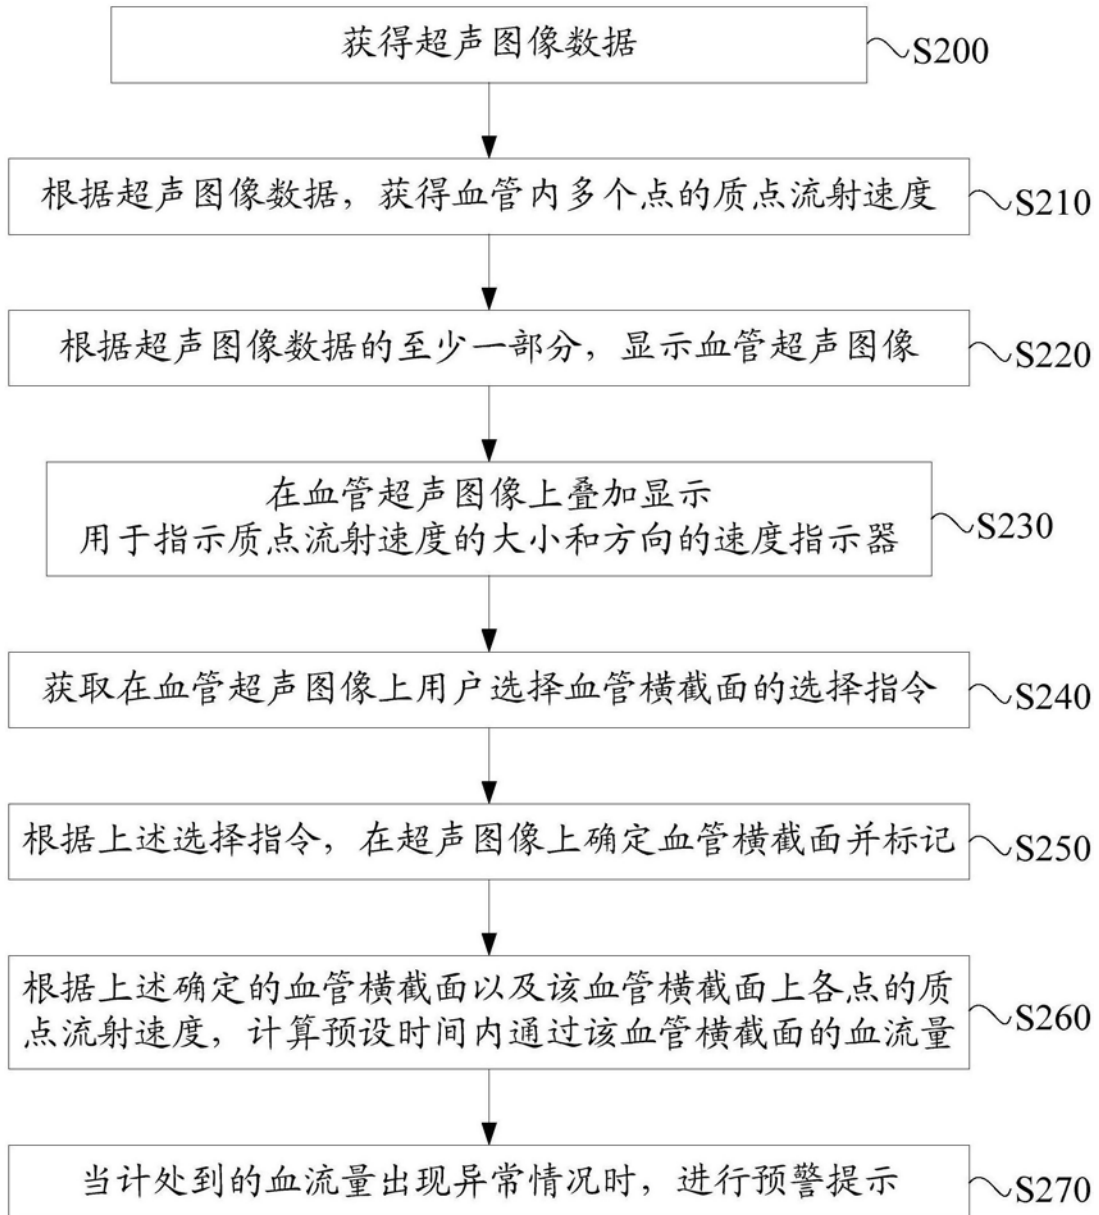 获得超声图像数据
S200
根据超声图像数据，获得血管内多个点的质点流射速度
S210
根据超声图像数据的至少一部分，显示血管超声图像
S220
在血管超声图像上叠加显示
用于指示质点流射速度的大小和方向的速度指示器
S230
获取在血管超声图像上用户选择血管横截面的选择指令
S240
根据上述选择指令，在超声图像上确定血管横截面并标记
S250
根据上述确定的血管横截面以及该血管横截面上各点的质
点流射速度，计算预设时间内通过该血管横截面的血流量
S260
当计处到的血流量出现异常情况时，进行预警提示
S270